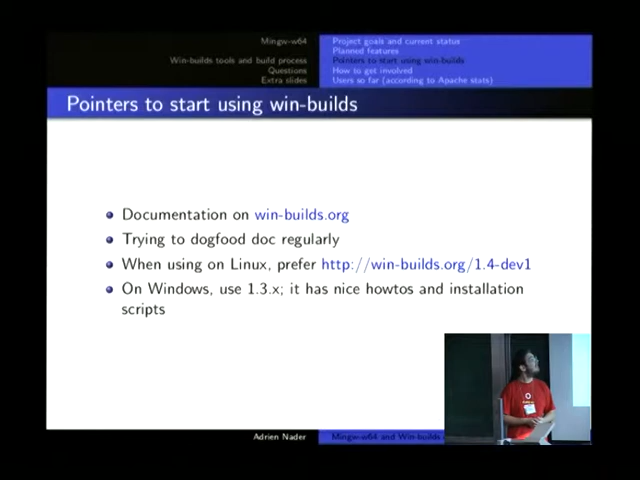 Mingw-w64
Win-builds tools and build process
Questions
Extra slides
Project goals and current status
Planned features
Pointers to start using win-builds
How to get involved
Users so far (according to Apache stats)
Pointers to start using win-builds
Documentation on win-builds.org
Trying to dogfood doc regularly
When using on Linux, prefer http://win-builds.org/1.4-dev1
On Windows, use 1.3.x; it has nice howtos and installation
scripts
Adrien Nader
Mingw-w64 and Win-builds